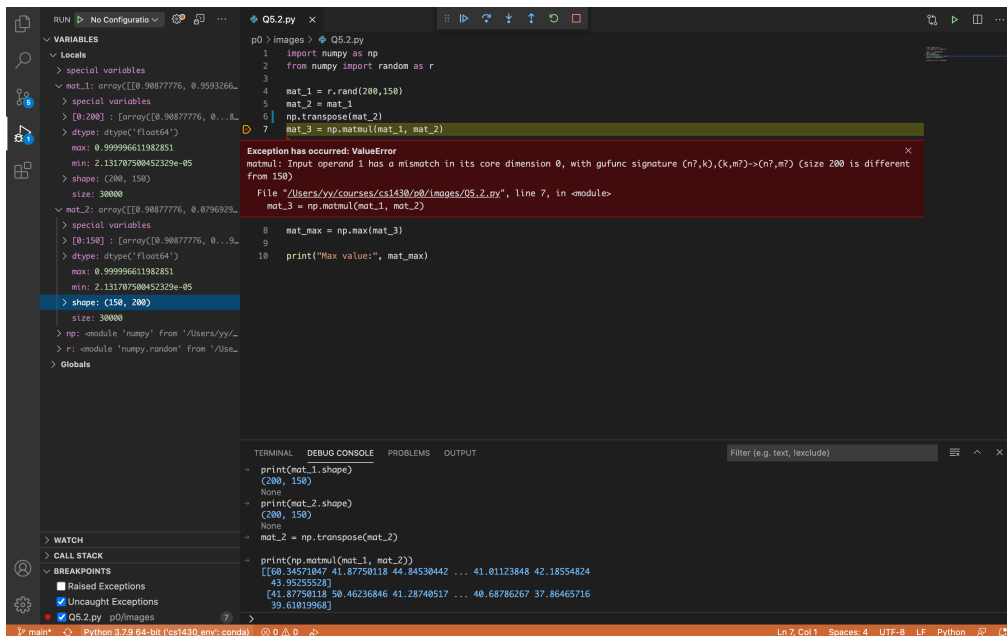 RUN No Configuratio
VARIABLES
Locals
special variables
mat_1: array([[0.90877776, 0.9593266…
special variables
[0:200] : [array([0.90877776, 0...8…
dtype: dtype('float64')
max: 0.999996611982851
min: 2.131707500452329e-05
shape: (200, 150)
size: 30000
mat_2: array([[0.90877776, 0.0796929…
special variables
[0:150] : [array([0.90877776, 0...9…
dtype: dtype('float64')
max: 0.999996611982851
min: 2.131707500452329e-05
shape: (150, 200)
size: 30000
np: <module 'numpy' from '/Users/yy/…
r: <module 'numpy.random' from '/Use…
Globals
WATCH
CALL STACK
BREAKPOINTS
Raised Exceptions
Uncaught Exceptions
Q5.2.py p0/images 7
5
1
Q5.2.py
p0 > images > Q5.2.py
1 import numpy as np
2 from numpy import random as r
3
4 mat_1 = r.rand(200,150)
5 mat_2 = mat_1
6 np.transpose(mat_2)
7 mat_3 = np.matmul(mat_1, mat_2)
Exception has occurred: ValueError
matmul: Input operand 1 has a mismatch in its core dimension 0, with gufunc signature (n?,k),(k,m?)->(n?,m?) (size 200 is different
from 150)
File "/Users/yy/courses/cs1430/p0/images/Q5.2.py", line 7, in <module>
mat_3 = np.matmul(mat_1, mat_2)
8 mat_max = np.max(mat_3)
9
10 print("Max value:", mat_max)
TERMINAL DEBUG CONSOLE PROBLEMS OUTPUT Filter (e.g. text, !exclude)
print(mat_1.shape)
(200, 150)
None
print(mat_2.shape)
(200, 150)
None
mat_2 = np.transpose(mat_2)
print(np.matmul(mat_1, mat_2))
[[60.34571047 41.87750118 44.84530442 ... 41.01123848 42.18554824
43.95255528]
[41.87750118 50.46236846 41.28740517 ... 40.68786267 37.86465716
39.61019968]
main* Python 3.7.9 64-bit ('cs1430_env': conda) 0 0 Ln 7, Col 1 Spaces: 4 UTF-8 LF Python